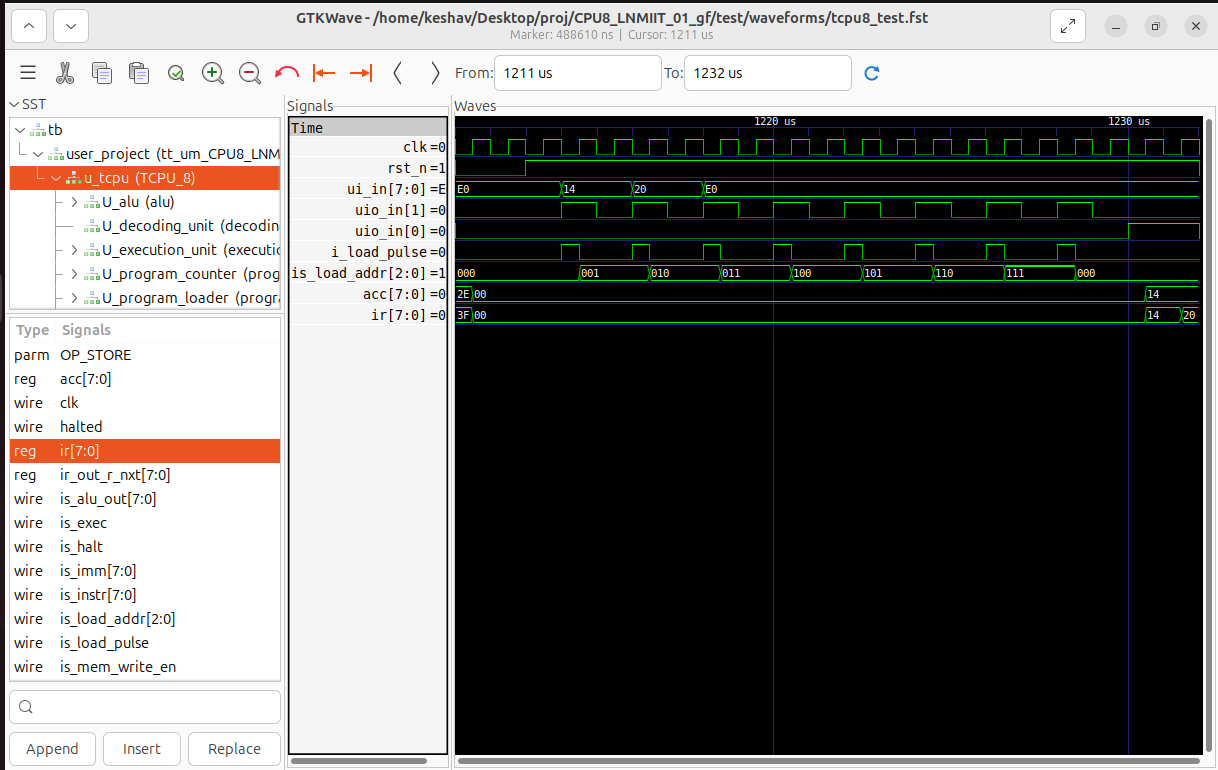 GTKWave - /home/keshav/Desktop/proj/CPU8_LNMIIT_01_gf/test/waveforms/tcpu8_test.fst
Marker: 488610 ns | Cursor: 1211 us
From: 1211 us To: 1232 us
SST
tb
user_project (tt_um_CPU8_LNM
u_tcpu (TCPU_8)
U_alu (alu)
U_decoding_unit (decodin
U_execution_unit (executi
U_program_counter (prog
U_program_loader (progra
Type Signals
parm OP_STORE
reg acc[7:0]
wire clk
wire halted
reg ir[7:0]
reg ir_out_r_nxt[7:0]
wire is_alu_out[7:0]
wire is_exec
wire is_halt
wire is_imm[7:0]
wire is_instr[7:0]
wire is_load_addr[2:0]
wire is_load_pulse
wire is_mem_write_en
Append Insert Replace
Signals
Time
clk =0
rst_n =1
ui_in[7:0] =E
uio_in[1] =0
uio_in[0] =0
i_load_pulse =0
is_load_addr[2:0] =1
acc[7:0] =0
ir[7:0] =0
Waves
1220 us 1230 us
E0 14 20 E0
000 001 010 011 100 101 110 111 000
2E 00 14
3F 00 14 20